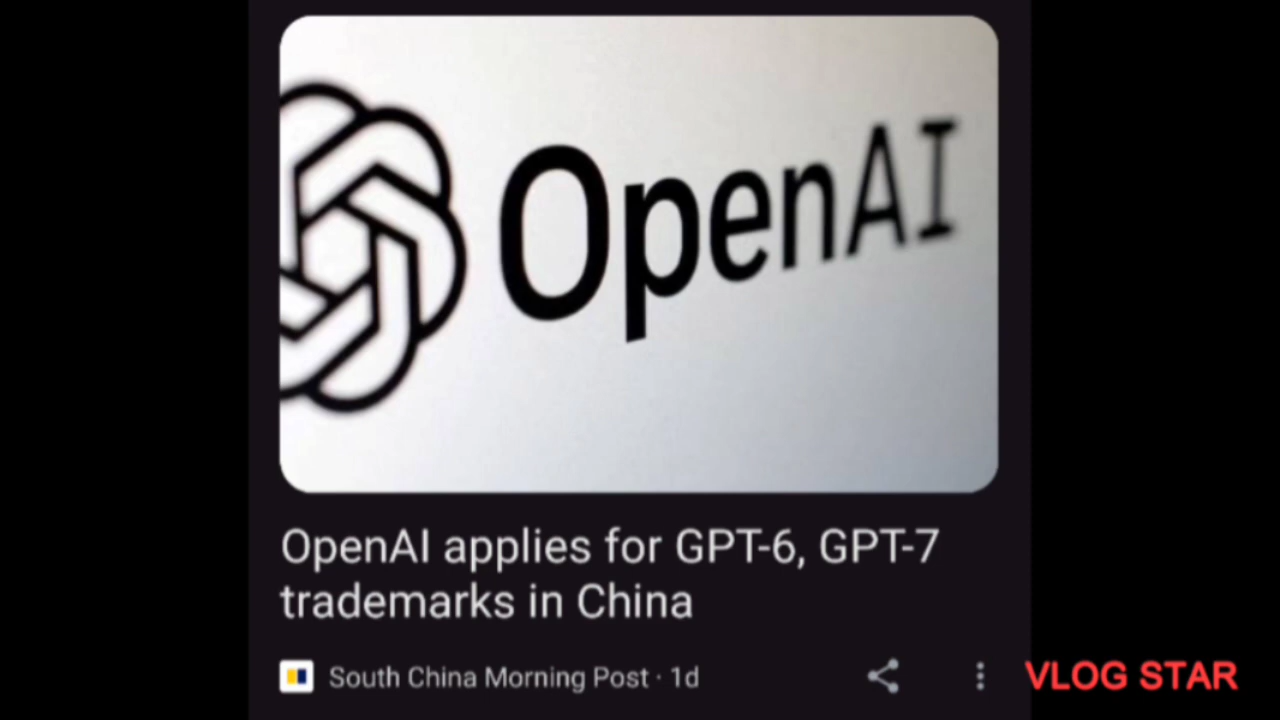 OpenAI
OpenAI applies for GPT-6, GPT-7
trademarks in China
South China Morning Post · 1d
VLOG STAR